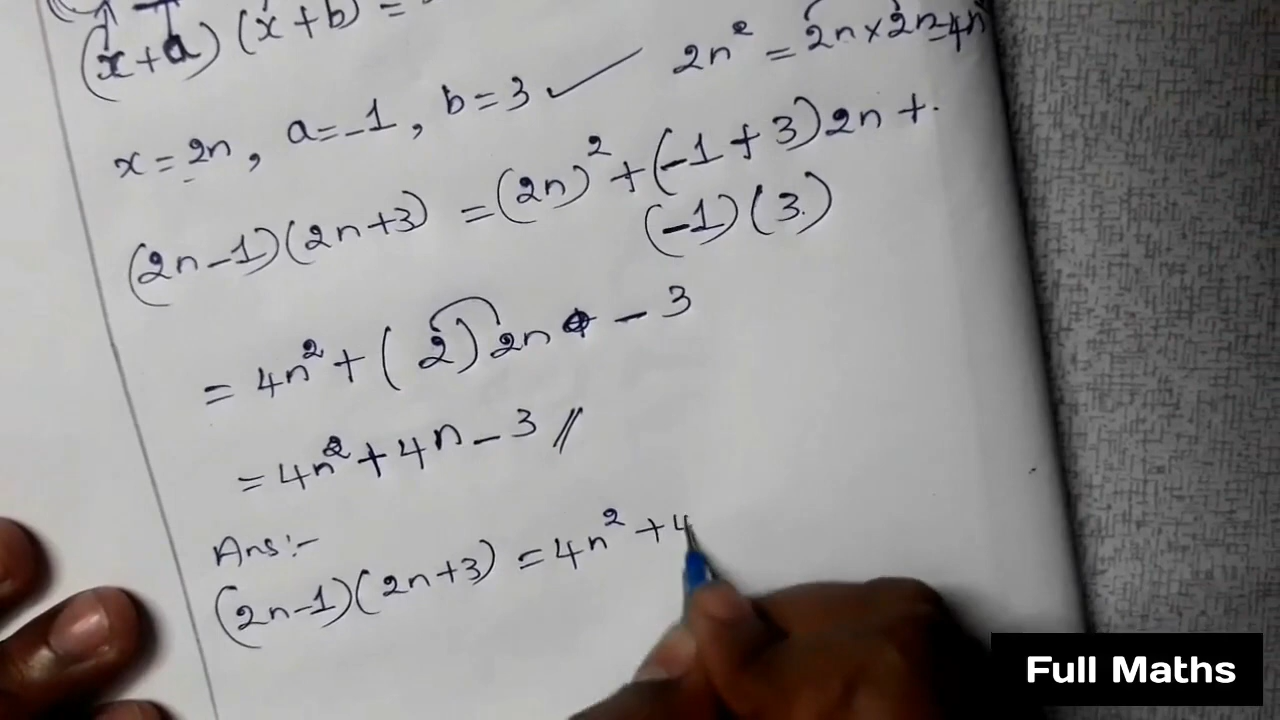 (x+a)(x+b) =
x = 2n, a = -1, b = 3 ✓ 2n² = 2n × 2n = 4n²
(2n-1)(2n+3) = (2n)² + (-1+3)2n +
(-1)(3)
= 4n² + (2)2n - 3
= 4n² + 4n - 3 //
Ans:-
(2n-1)(2n+3) = 4n² + 4
Full Maths